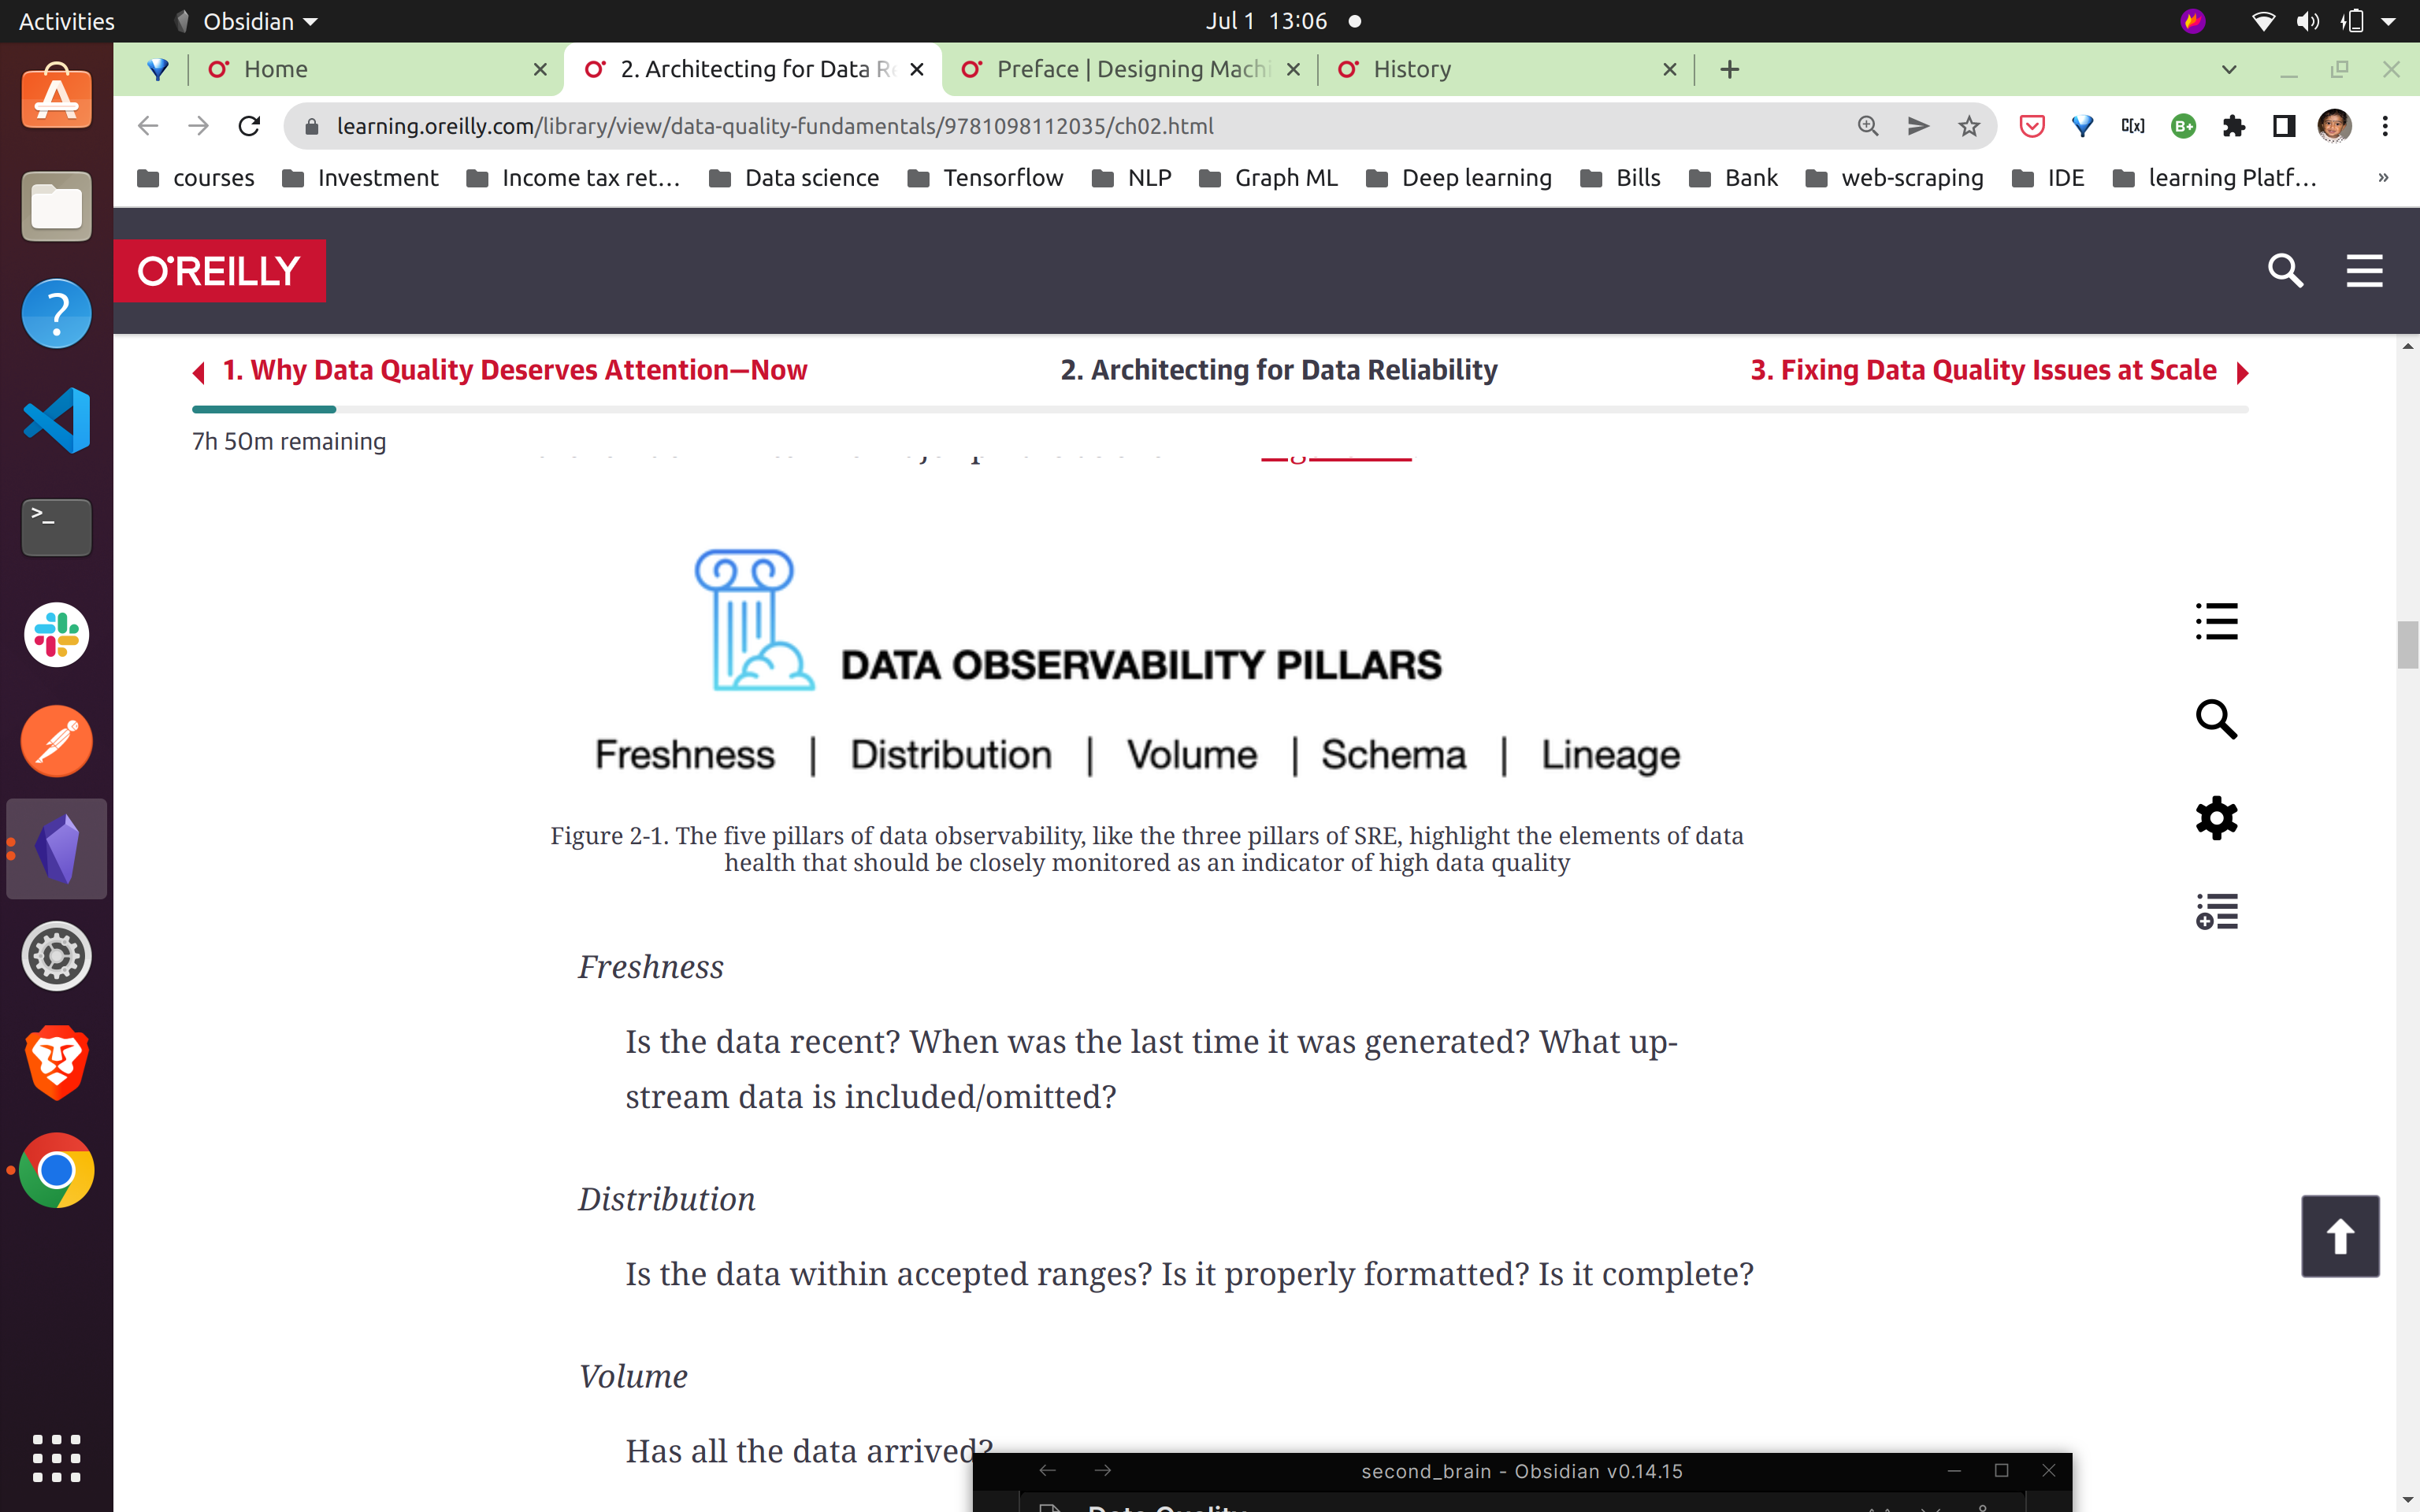 Activities
Obsidian
Jul 1 13:06
Home
2. Architecting for Data R
Preface | Designing Machi
History
learning.oreilly.com/library/view/data-quality-fundamentals/9781098112035/ch02.html
C[x]
B+
courses
Investment
Income tax ret...
Data science
Tensorflow
NLP
Graph ML
Deep learning
Bills
Bank
web-scraping
IDE
learning Platf...
»
O'REILLY
1. Why Data Quality Deserves Attention—Now
2. Architecting for Data Reliability
3. Fixing Data Quality Issues at Scale
7h 50m remaining
DATA OBSERVABILITY PILLARS
Freshness | Distribution | Volume | Schema | Lineage
Figure 2-1. The five pillars of data observability, like the three pillars of SRE, highlight the elements of data
health that should be closely monitored as an indicator of high data quality
Freshness
Is the data recent? When was the last time it was generated? What up-
stream data is included/omitted?
Distribution
Is the data within accepted ranges? Is it properly formatted? Is it complete?
Volume
Has all the data arrived?
second_brain - Obsidian v0.14.15
Data Quality